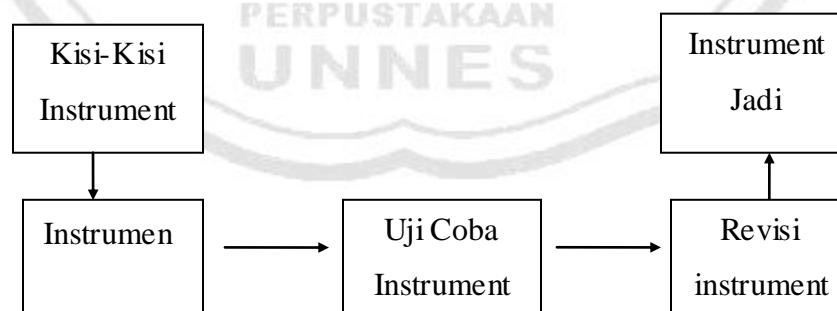 PERPUSTAKAAN
UNNES
Kisi-Kisi
Instrument
Instrumen
Uji Coba
Instrument
Revisi
instrument
Instrument
Jadi